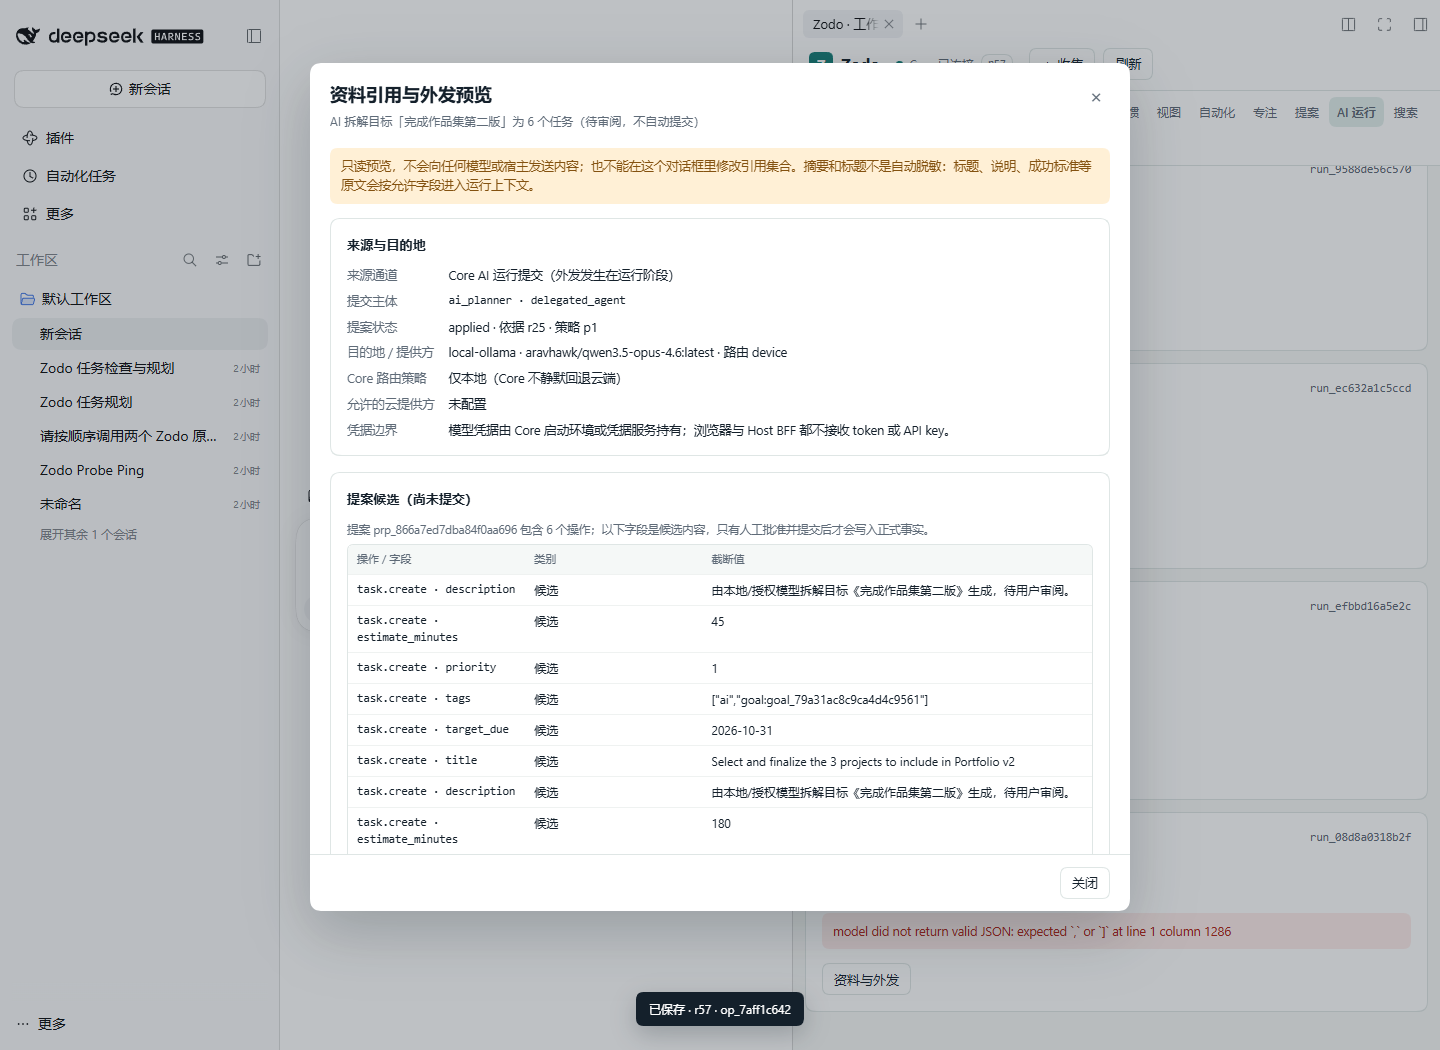 deepseek HARNESS
新会话
插件
自动化任务
更多
工作区
默认工作区
新会话
Zodo 任务检查与规划 2 小时
Zodo 任务规划 2 小时
请按顺序调用两个 Zodo 原... 2 小时
Zodo Probe Ping 2 小时
未命名 2 小时
展开其余 1 个会话
··· 更多
Zodo · 工作
刷新
视图 自动化 专注 提案 AI 运行 搜索
run_9588de56c570
run_ec632a1c5ccd
run_efbbd16a5e2c
run_08d8a0318b2f
model did not return valid JSON: expected `,` or `]` at line 1 column 1286
资料与外发
资料引用与外发预览
AI 拆解目标「完成作品集第二版」为 6 个任务（待审阅，不自动提交）
只读预览，不会向任何模型或宿主发送内容；也不能在这个对话框里修改引用集合。摘要和标题不是自动脱敏：标题、说明、成功标准等
原文会按允许字段进入运行上下文。
来源与目的地
来源通道 Core AI 运行提交（外发发生在运行阶段）
提交主体 ai_planner · delegated_agent
提案状态 applied · 依据 r25 · 策略 p1
目的地 / 提供方 local-ollama · aravhawk/qwen3.5-opus-4.6:latest · 路由 device
Core 路由策略 仅本地（Core 不静默回退云端）
允许的云提供方 未配置
凭据边界 模型凭据由 Core 启动环境或凭据服务持有；浏览器与 Host BFF 都不接收 token 或 API key。
提案候选（尚未提交）
提案 prp_866a7ed7dba84f0aa696 包含 6 个操作；以下字段是候选内容，只有人工批准并提交后才会写入正式事实。
操作 / 字段 类别 截断值
task.create · description 候选 由本地/授权模型拆解目标《完成作品集第二版》生成，待用户审阅。
task.create · estimate_minutes 候选 45
task.create · priority 候选 1
task.create · tags 候选 ["ai","goal:goal_79a31ac8c9ca4d4c9561"]
task.create · target_due 候选 2026-10-31
task.create · title 候选 Select and finalize the 3 projects to include in Portfolio v2
task.create · description 候选 由本地/授权模型拆解目标《完成作品集第二版》生成，待用户审阅。
task.create · estimate_minutes 候选 180
关闭
已保存 · r57 · op_7aff1c642